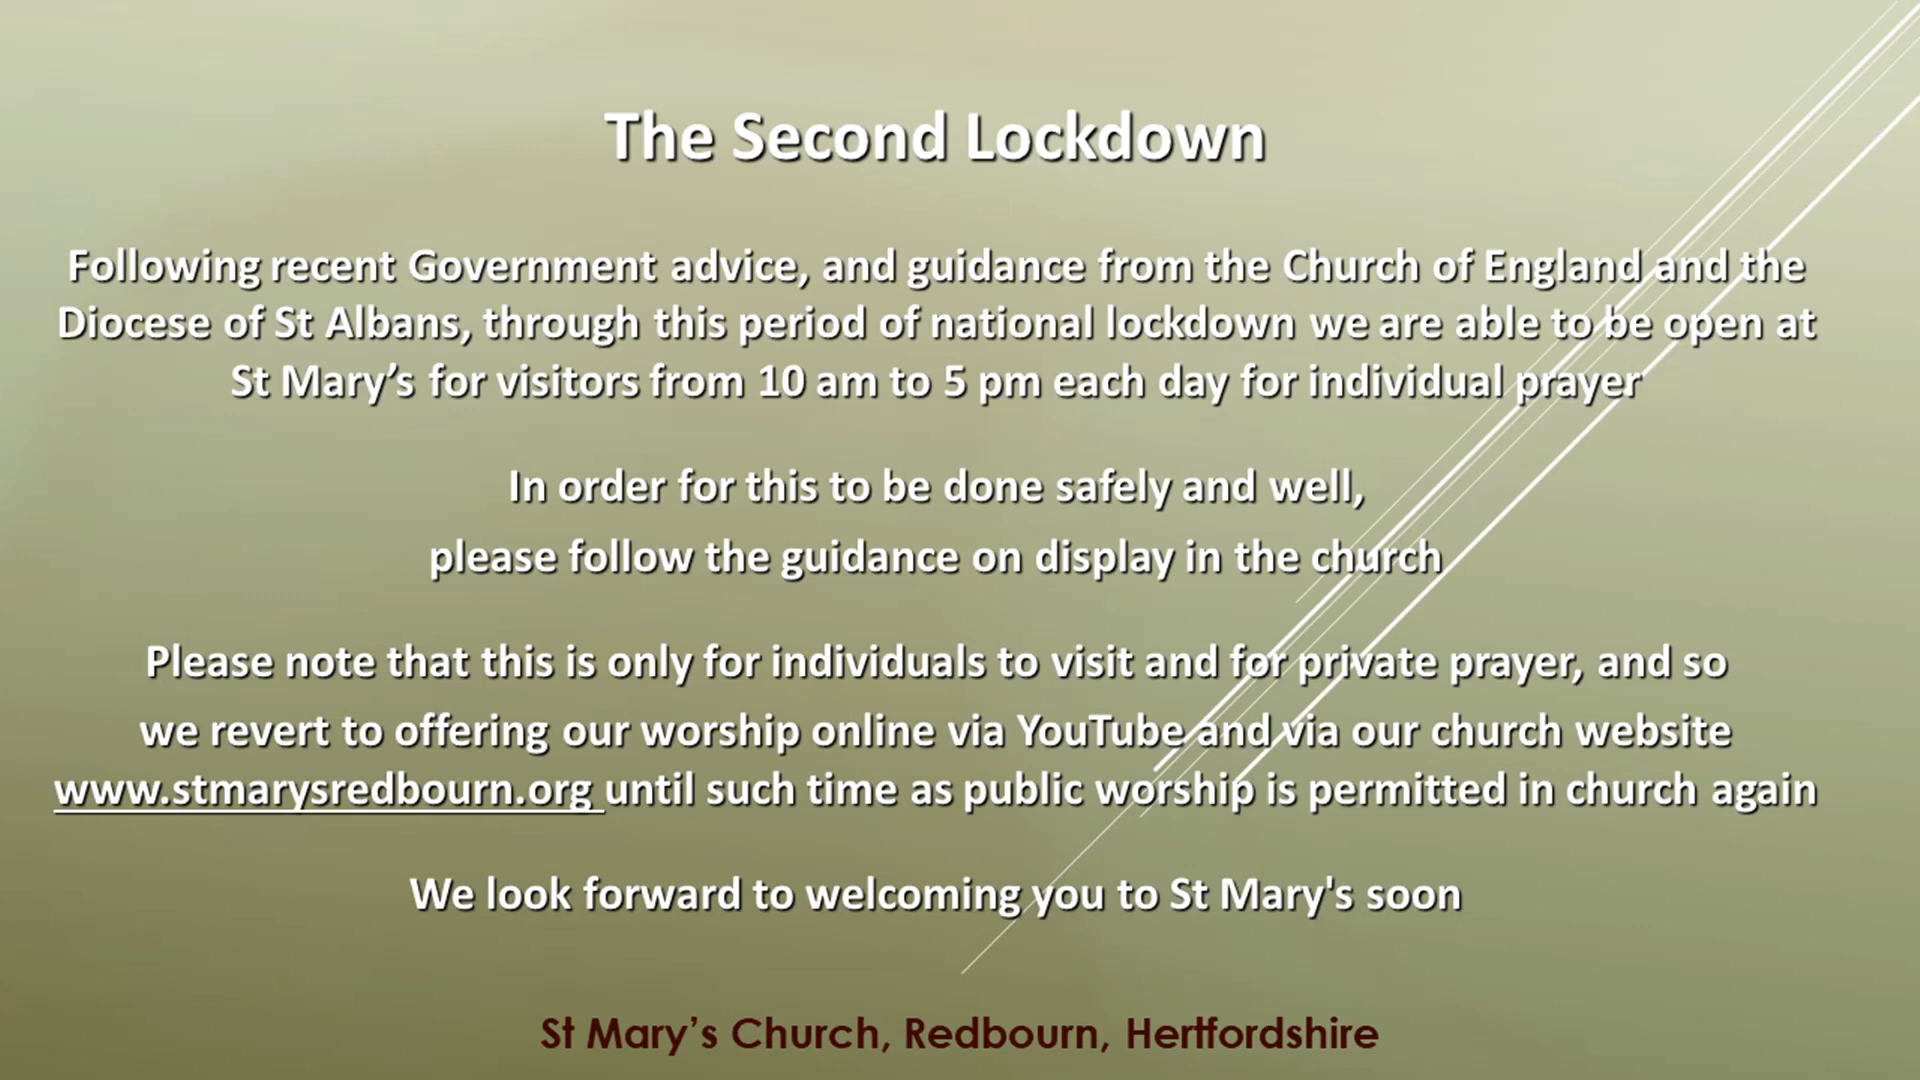 The Second Lockdown
Following recent Government advice, and guidance from the Church of England and the
Diocese of St Albans, through this period of national lockdown we are able to be open at
St Mary’s for visitors from 10 am to 5 pm each day for individual prayer
In order for this to be done safely and well,
please follow the guidance on display in the church
Please note that this is only for individuals to visit and for private prayer, and so
we revert to offering our worship online via YouTube and via our church website
www.stmarysredbourn.org until such time as public worship is permitted in church again
We look forward to welcoming you to St Mary's soon
St Mary’s Church, Redbourn, Hertfordshire